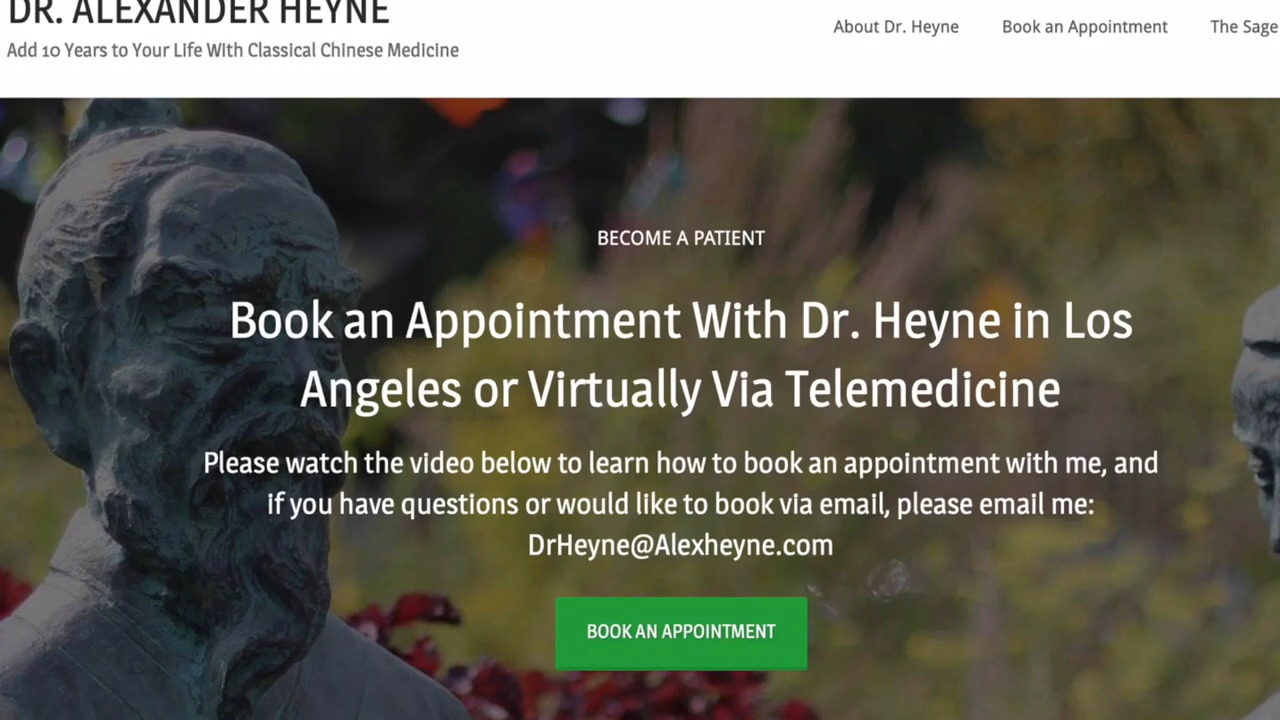 DR. ALEXANDER HEYNE
Add 10 Years to Your Life With Classical Chinese Medicine
About Dr. Heyne
Book an Appointment
The Sage
BECOME A PATIENT
Book an Appointment With Dr. Heyne in Los
Angeles or Virtually Via Telemedicine
Please watch the video below to learn how to book an appointment with me, and
if you have questions or would like to book via email, please email me:
DrHeyne@Alexheyne.com
BOOK AN APPOINTMENT